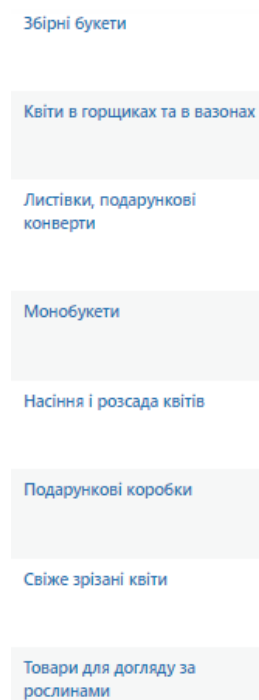 Збірні букети
Квіти в горщиках та в вазонах
Листівки, подарункові
конверти
Монобукети
Насіння і розсада квітів
Подарункові коробки
Свіже зрізані квіти
Товари для догляду за
рослинами